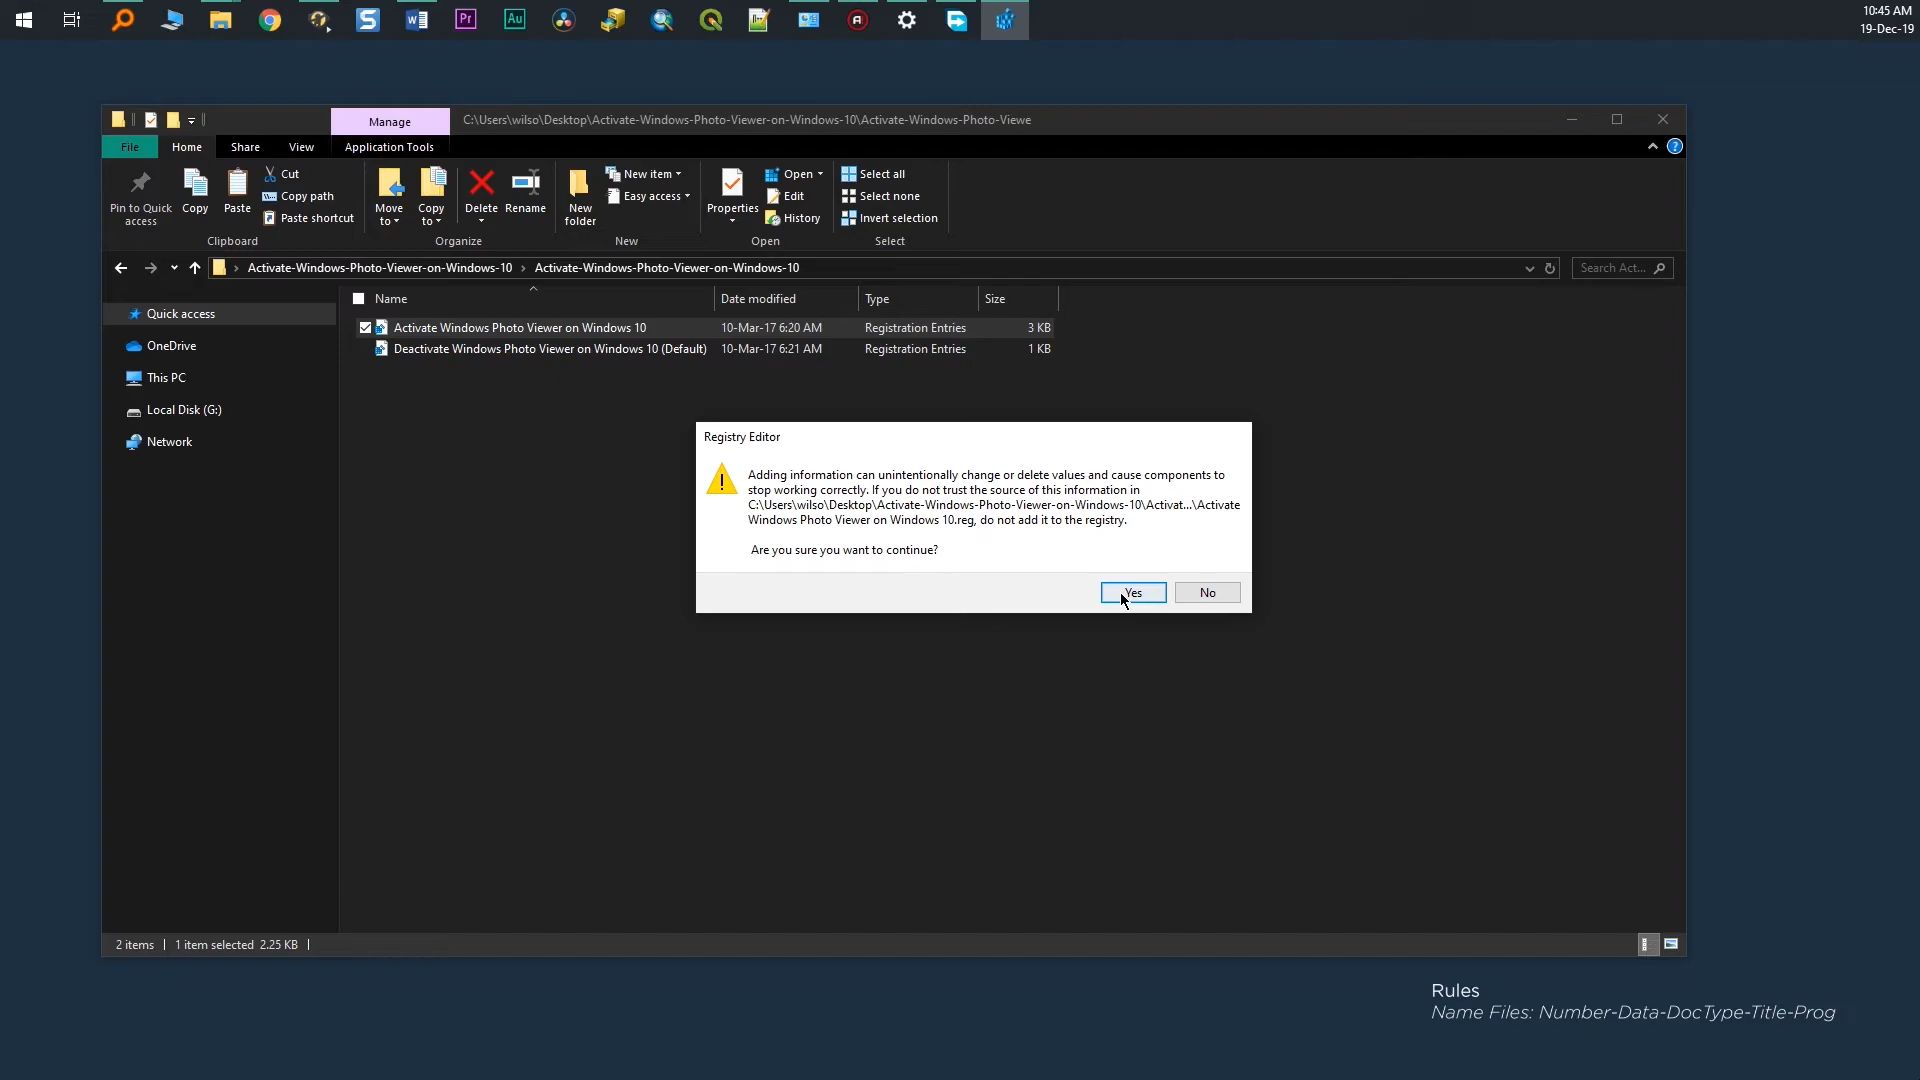 10:45 AM
19-Dec-19
Pr
Au
S
Manage
C:\Users\wilso\Desktop\Activate-Windows-Photo-Viewer-on-Windows-10\Activate-Windows-Photo-Viewe
File
Home
Share
View
Application Tools
Pin to Quick
access
Copy
Paste
Cut
Copy path
Paste shortcut
Clipboard
Move
to
Copy
to
Delete
Rename
Organize
New
folder
New item
Easy access
New
Properties
Open
Edit
History
Open
Select all
Select none
Invert selection
Select
Activate-Windows-Photo-Viewer-on-Windows-10 › Activate-Windows-Photo-Viewer-on-Windows-10
Search Act...
Quick access
OneDrive
This PC
Local Disk (G:)
Network
Name
Date modified
Type
Size
Activate Windows Photo Viewer on Windows 10 10-Mar-17 6:20 AM Registration Entries 3 KB
Deactivate Windows Photo Viewer on Windows 10 (Default) 10-Mar-17 6:21 AM Registration Entries 1 KB
Registry Editor
Adding information can unintentionally change or delete values and cause components to
stop working correctly. If you do not trust the source of this information in
C:\Users\wilso\Desktop\Activate-Windows-Photo-Viewer-on-Windows-10\Activat...\Activate
Windows Photo Viewer on Windows 10.reg, do not add it to the registry.
Are you sure you want to continue?
Yes
No
2 items
1 item selected 2.25 KB
Rules
Name Files: Number-Data-DocType-Title-Prog